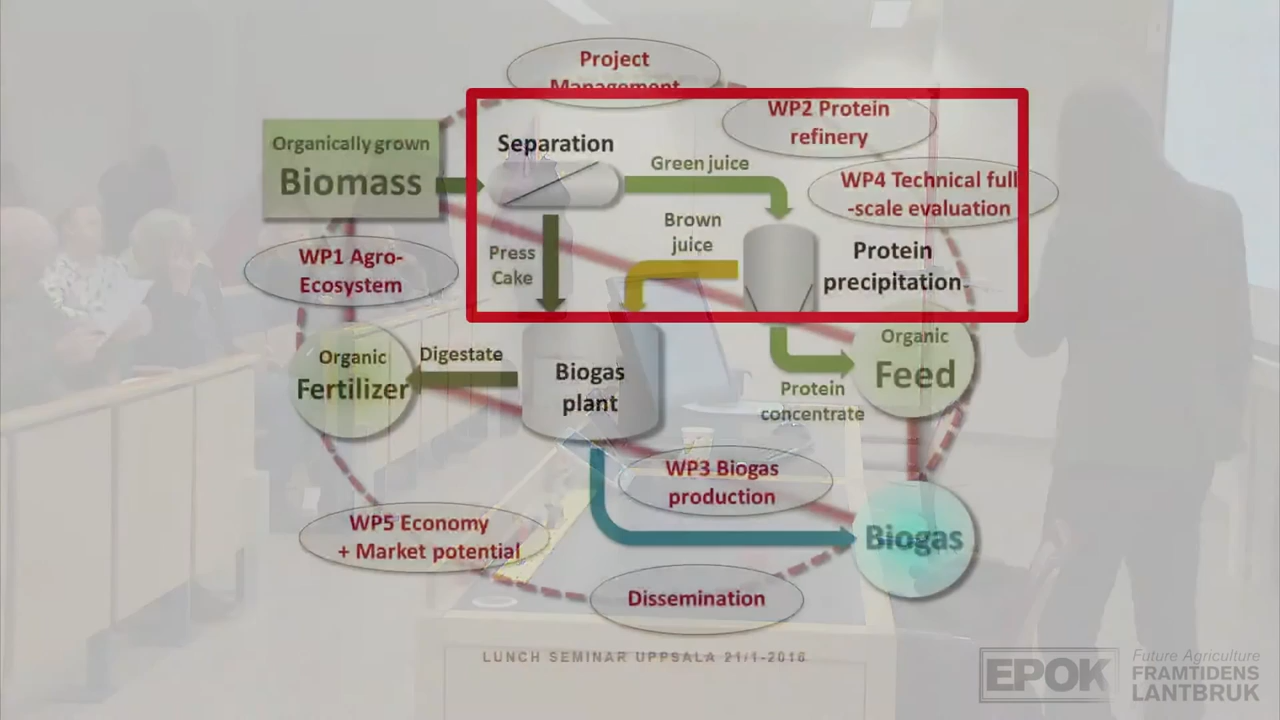 Project
Management
WP2 Protein
refinery
Organically grown
Biomass
Separation
Green juice
WP4 Technical full
-scale evaluation
Brown
juice
WP1 Agro-
Ecosystem
Press
Cake
Protein
precipitation
Organic
Fertilizer
Digestate
Biogas
plant
Organic
Feed
Protein
concentrate
WP3 Biogas
production
WP5 Economy
+ Market potential
Biogas
Dissemination
LUNCH SEMINAR UPPSALA 21/1-2016
EPOK
Future Agriculture
FRAMTIDENS
LANTBRUK